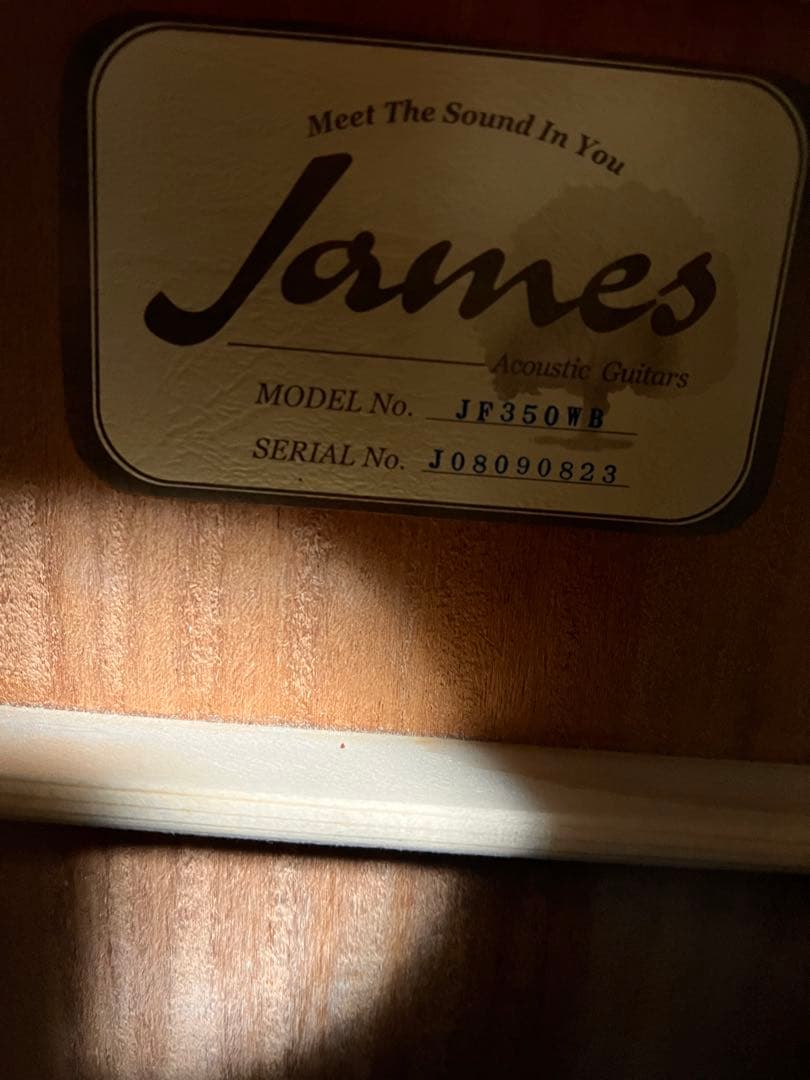 Meet The Sound In You
James
Acoustic Guitars
MODEL No. JF350WB
SERIAL No. J08090823